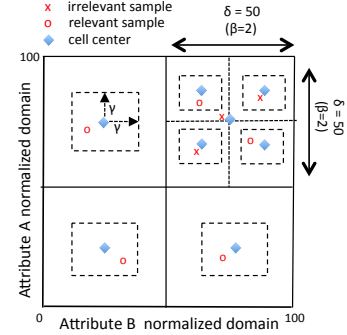 x irrelevant sample
o relevant sample
cell center
δ = 50
(β=2)
100
γ
γ
x
o
x
o
x
x
o
o
o
δ = 50
(β=2)
Attribute A normalized domain
0
100
Attribute B normalized domain